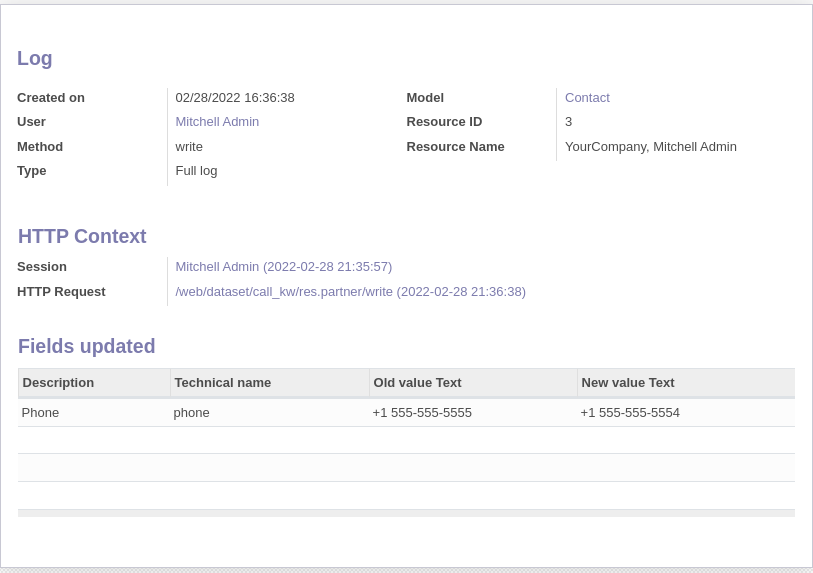 Log
Created on 02/28/2022 16:36:38 Model Contact
User Mitchell Admin Resource ID 3
Method write Resource Name YourCompany, Mitchell Admin
Type Full log
HTTP Context
Session Mitchell Admin (2022-02-28 21:35:57)
HTTP Request /web/dataset/call_kw/res.partner/write (2022-02-28 21:36:38)
Fields updated
Description Technical name Old value Text New value Text
Phone phone +1 555-555-5555 +1 555-555-5554